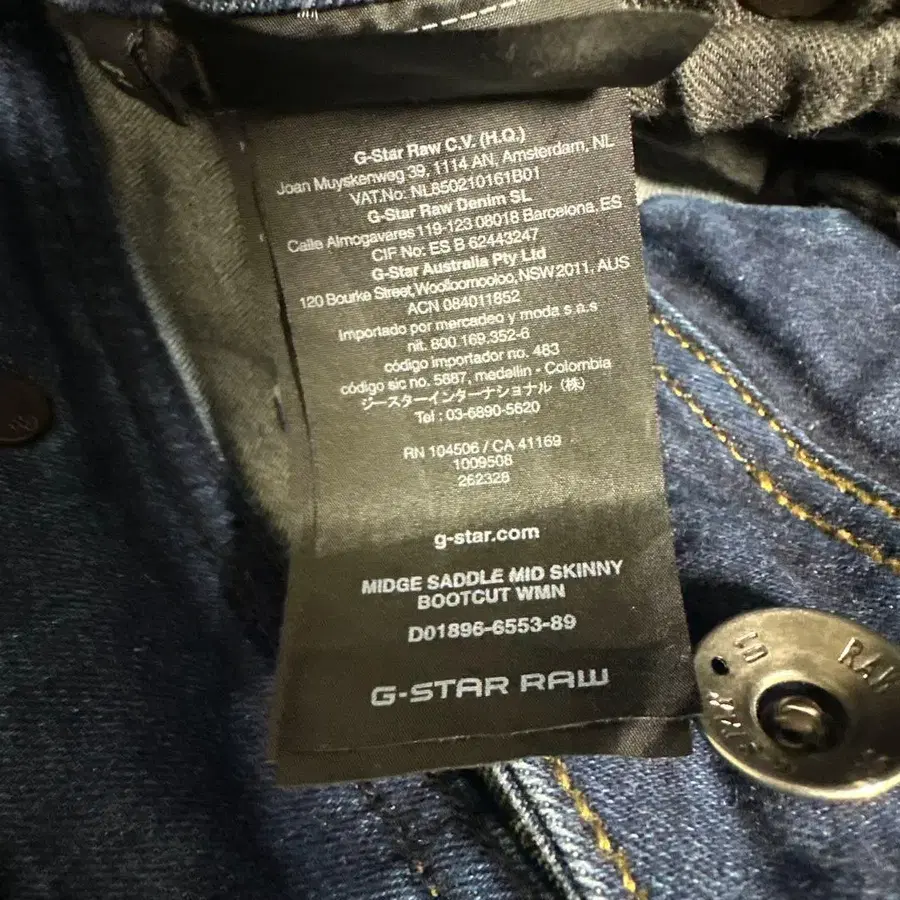 G-Star Raw C.V. (H.Q.)
Joan Muyskenweg 39, 1114 AN, Amsterdam, NL
VAT.No: NL850210161B01
G-Star Raw Denim SL
Calle Almogavares 119-123 08018 Barcelona, ES
CIF No: ES B 62443247
G-Star Australia Pty Ltd
120 Bourke Street, Woolloomooloo, NSW 2011, AUS
ACN 084011852
Importado por mercadeo y moda s.a.s
nit. 800.169.352-6
código importador no. 483
código sic no. 5887, medellin - Colombia
ジースターインターナショナル（株）
Tel : 03-6890-5620
RN 104506 / CA 41169
1009508
262328
g-star.com
MIDGE SADDLE MID SKINNY
BOOTCUT WMN
D01896-6553-89
G-STAR RAW
RAW